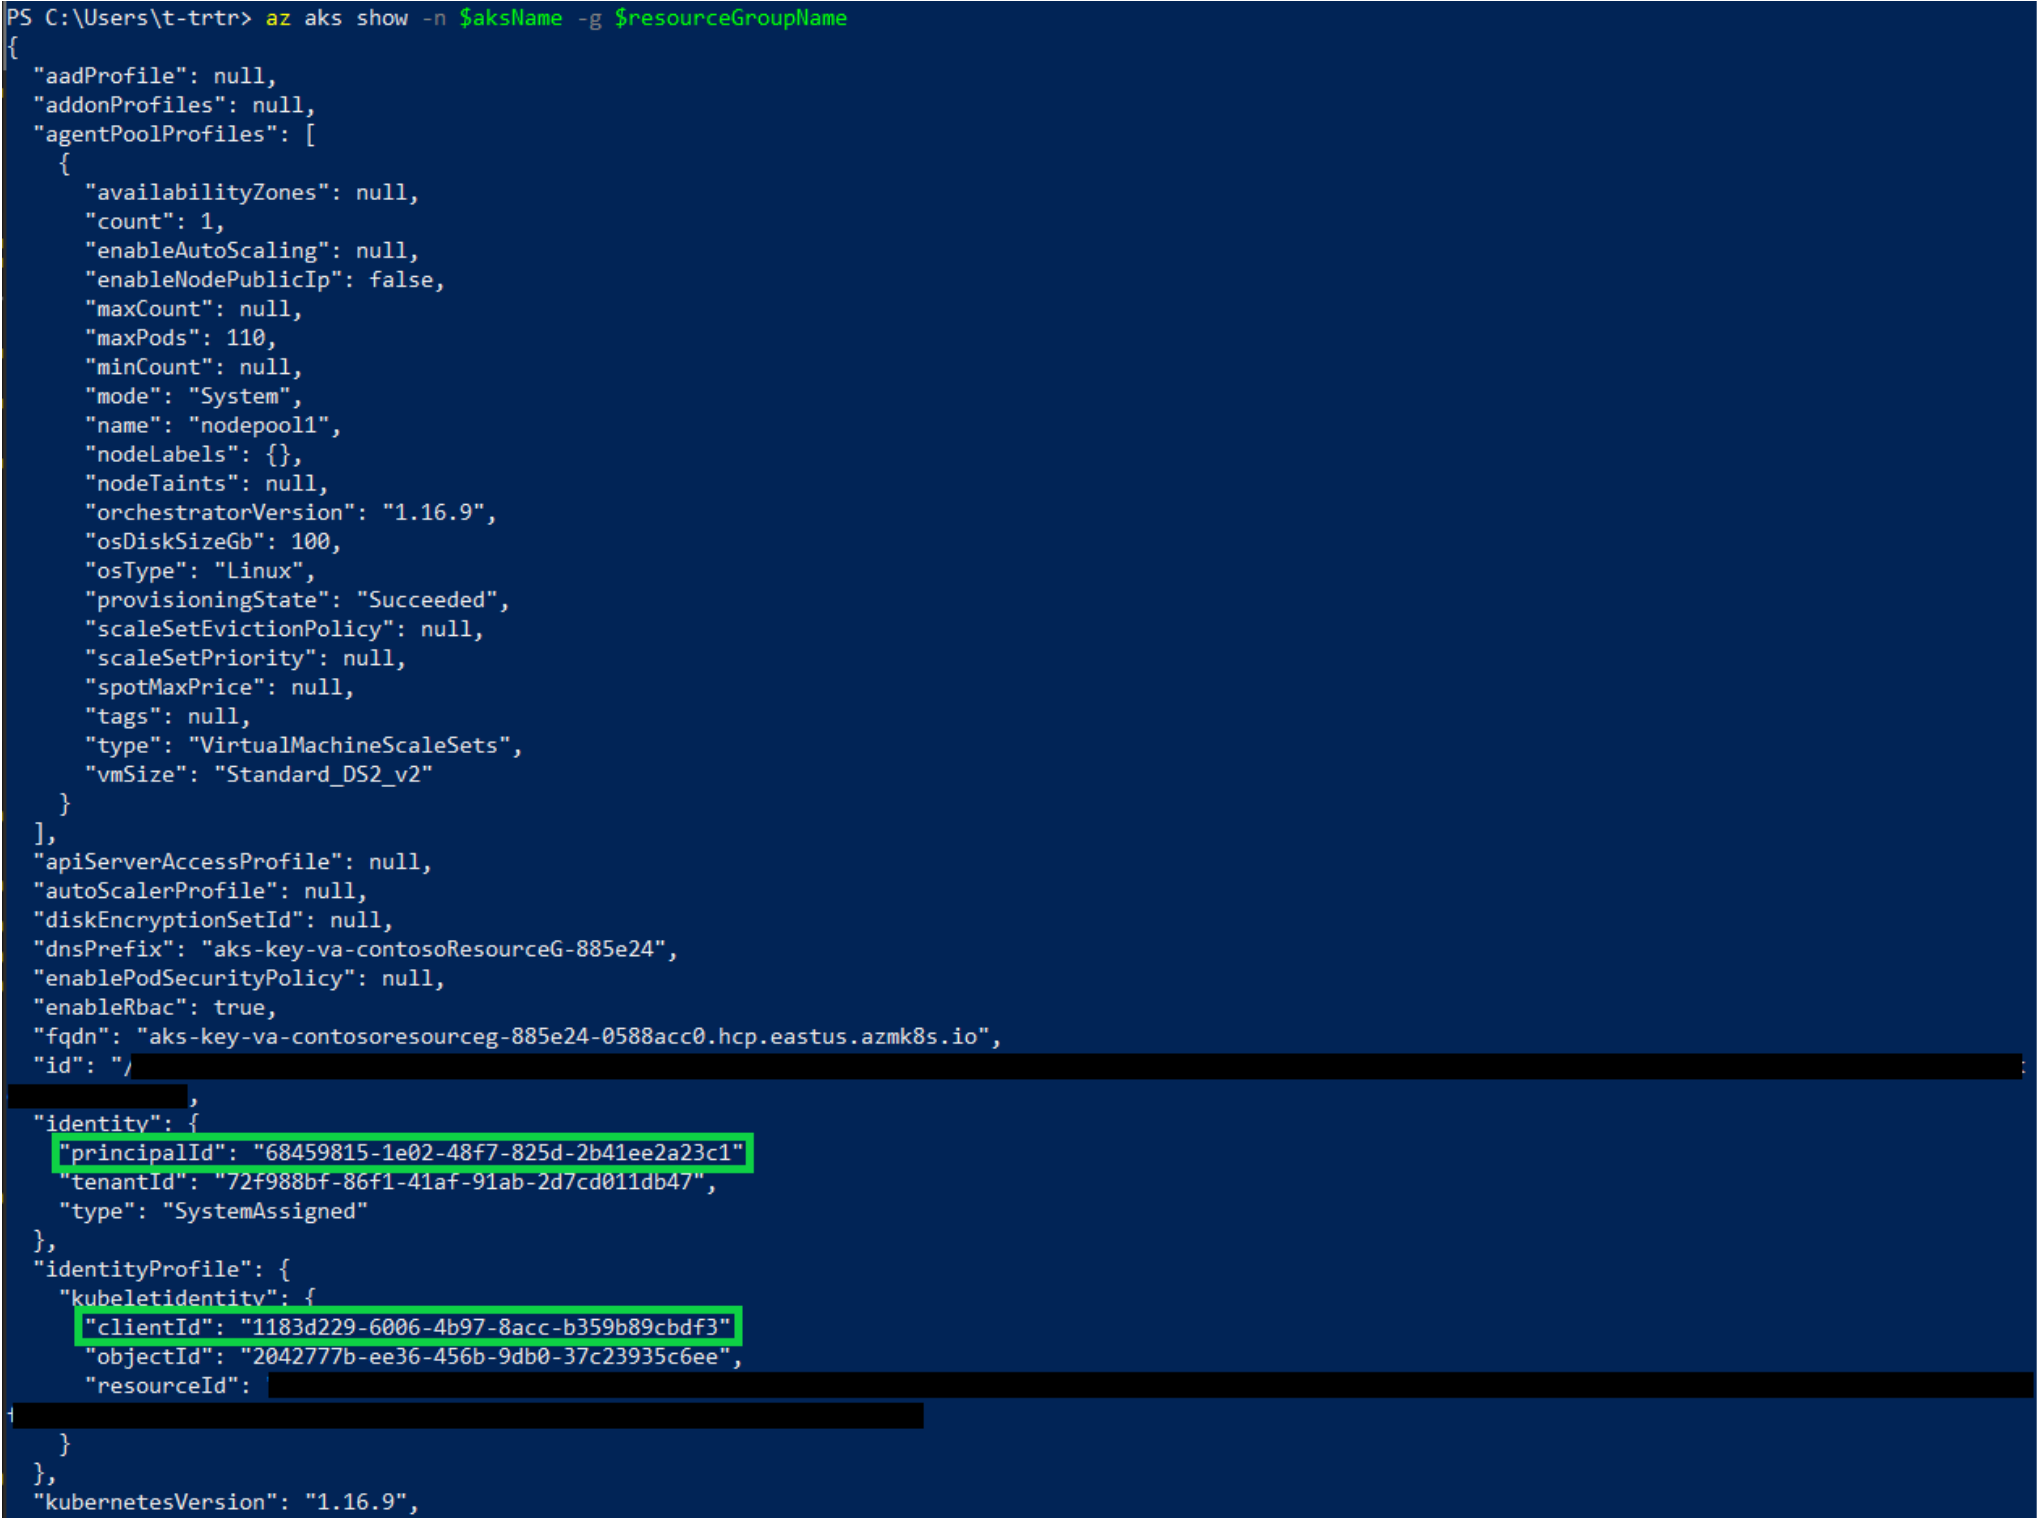 PS C:\Users\t-trtr> az aks show -n $aksName -g $resourceGroupName
{
  "aadProfile": null,
  "addonProfiles": null,
  "agentPoolProfiles": [
    {
      "availabilityZones": null,
      "count": 1,
      "enableAutoScaling": null,
      "enableNodePublicIp": false,
      "maxCount": null,
      "maxPods": 110,
      "minCount": null,
      "mode": "System",
      "name": "nodepool1",
      "nodeLabels": {},
      "nodeTaints": null,
      "orchestratorVersion": "1.16.9",
      "osDiskSizeGb": 100,
      "osType": "Linux",
      "provisioningState": "Succeeded",
      "scaleSetEvictionPolicy": null,
      "scaleSetPriority": null,
      "spotMaxPrice": null,
      "tags": null,
      "type": "VirtualMachineScaleSets",
      "vmSize": "Standard_DS2_v2"
    }
  ],
  "apiServerAccessProfile": null,
  "autoScalerProfile": null,
  "diskEncryptionSetId": null,
  "dnsPrefix": "aks-key-va-contosoResourceG-885e24",
  "enablePodSecurityPolicy": null,
  "enableRbac": true,
  "fqdn": "aks-key-va-contosoresourceg-885e24-0588acc0.hcp.eastus.azmk8s.io",
  "id": "/
,
  "identity": {
    "principalId": "68459815-1e02-48f7-825d-2b41ee2a23c1"
    "tenantId": "72f988bf-86f1-41af-91ab-2d7cd011db47",
    "type": "SystemAssigned"
  },
  "identityProfile": {
    "kubeletidentity": {
      "clientId": "1183d229-6006-4b97-8acc-b359b89cbdf3"
      "objectId": "2042777b-ee36-456b-9db0-37c23935c6ee",
      "resourceId":
    }
  },
  "kubernetesVersion": "1.16.9",